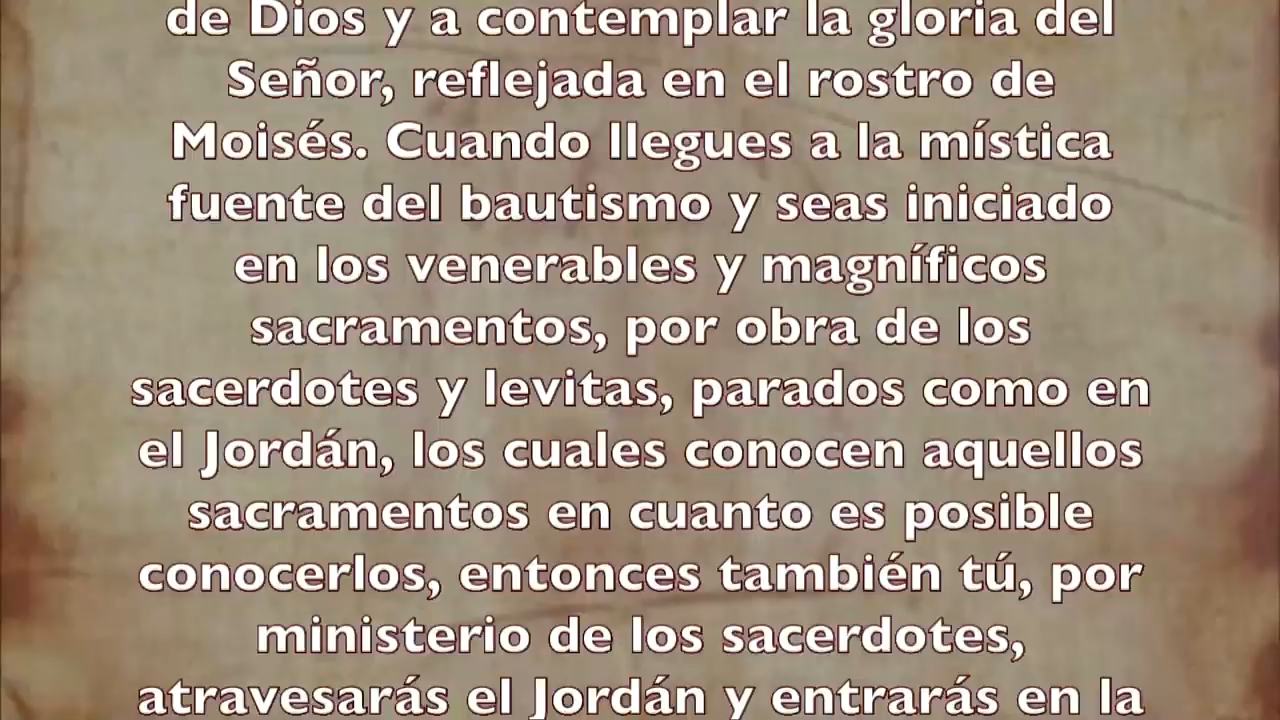 de Dios y a contemplar la gloria del
Señor, reflejada en el rostro de
Moisés. Cuando llegues a la mística
fuente del bautismo y seas iniciado
en los venerables y magníficos
sacramentos, por obra de los
sacerdotes y levitas, parados como en
el Jordán, los cuales conocen aquellos
sacramentos en cuanto es posible
conocerlos, entonces también tú, por
ministerio de los sacerdotes,
atravesarás el Jordán y entrarás en la